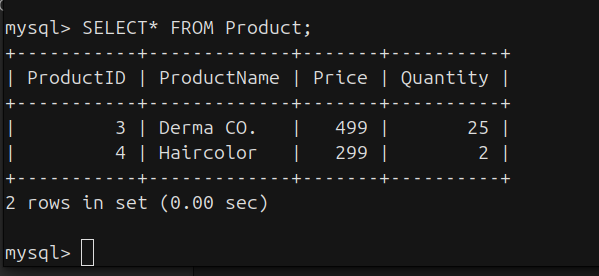 mysql> SELECT* FROM Product;
+-----------+-------------+-------+----------+
| ProductID | ProductName | Price | Quantity |
+-----------+-------------+-------+----------+
|         3 | Derma CO.   |   499 |       25 |
|         4 | Haircolor   |   299 |        2 |
+-----------+-------------+-------+----------+
2 rows in set (0.00 sec)
mysql>